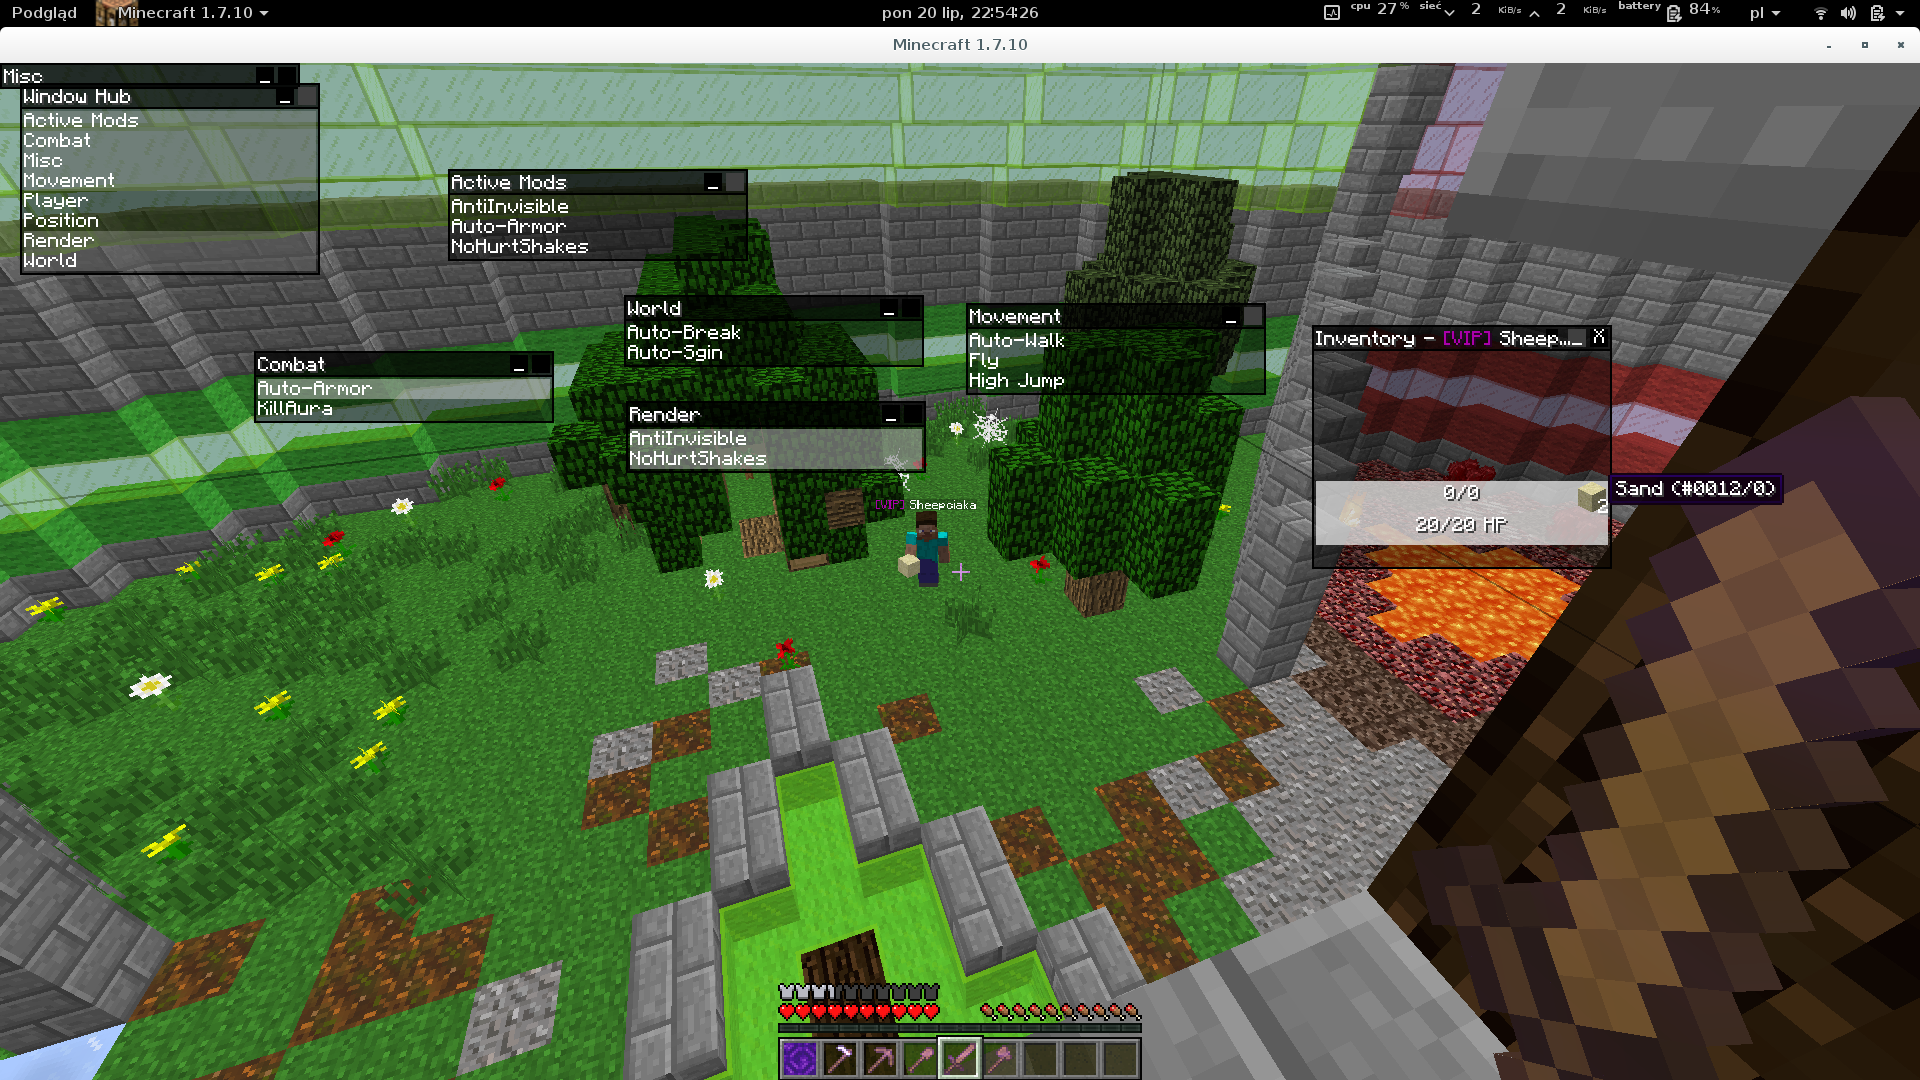 Podgląd
Minecraft 1.7.10
pon 20 lip, 22:54:26
cpu 27 %
sieć 2 KiB/s 2 KiB/s
battery 84 %
pl
Minecraft 1.7.10
Misc
Window Hub
Active Mods
Combat
Misc
Movement
Player
Position
Render
World
Active Mods
AntiInvisible
Auto-Armor
NoHurtShakes
World
Auto-Break
Auto-Sgin
Movement
Auto-Walk
Fly
High Jump
Inventory - [VIP] Sheep...
X
Combat
Auto-Armor
KillAura
Render
AntiInvisible
NoHurtShakes
0/0
20/20 HP
2
Sand (#0012/0)
[VIP] Sheepciaka